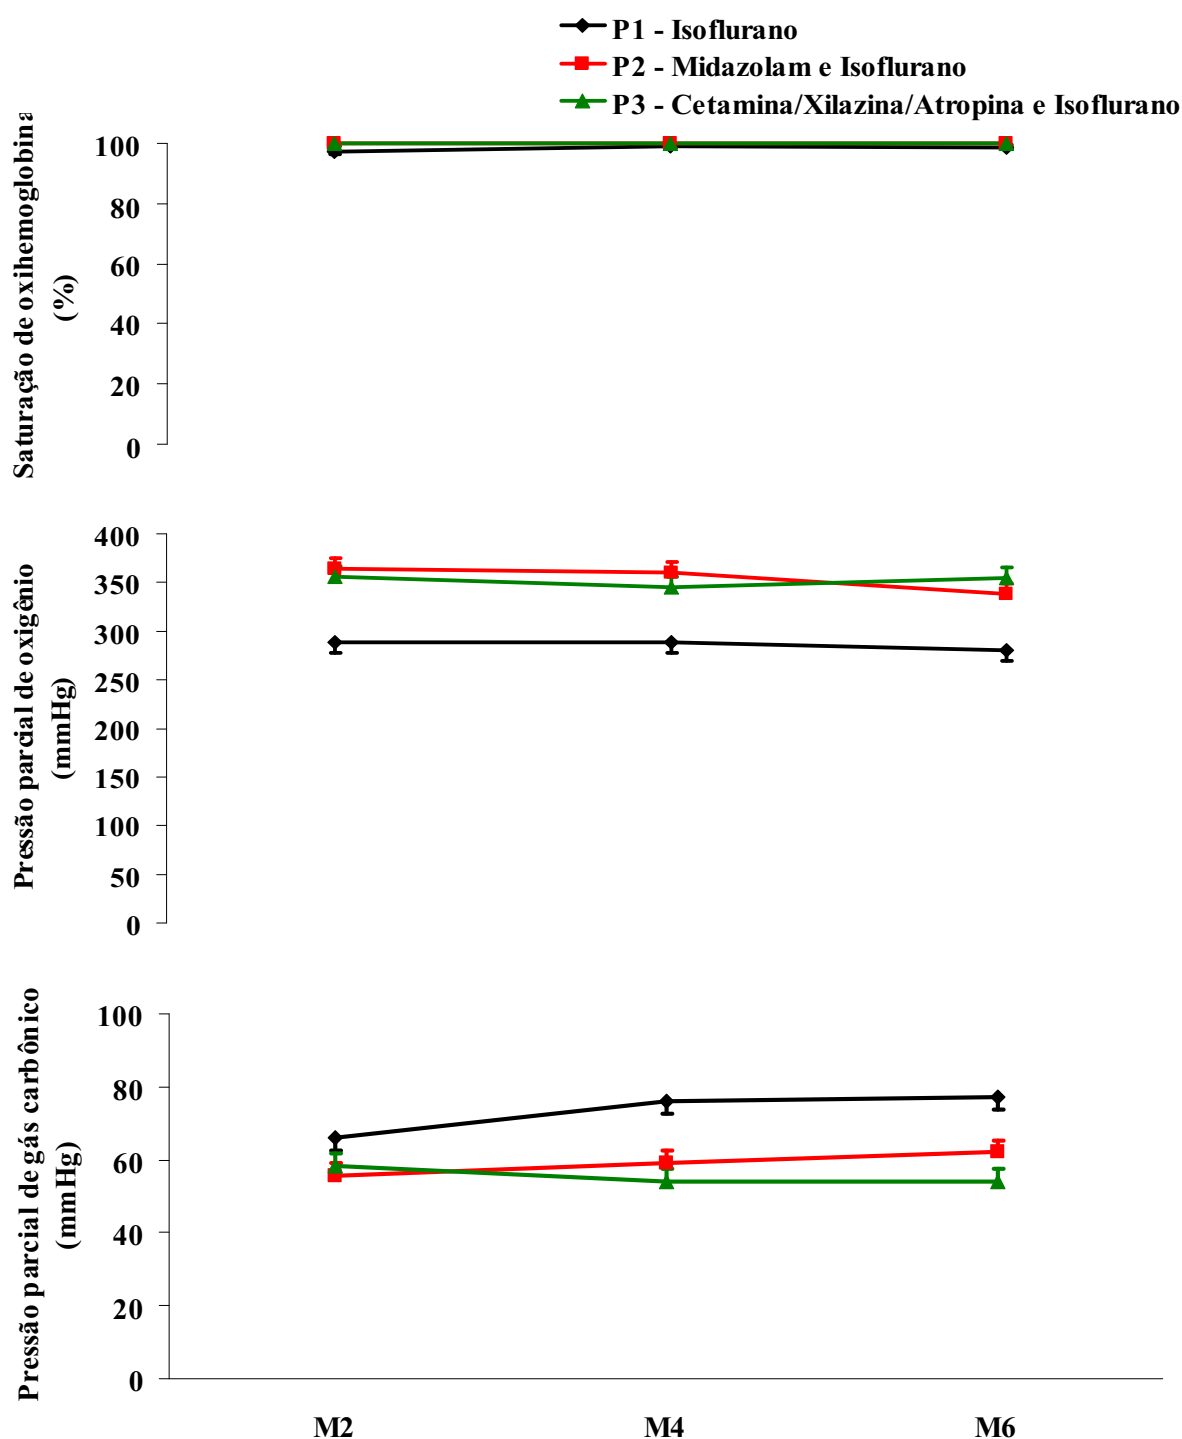 P1 - Isoflurano
P2 - Midazolam e Isoflurano
P3 - Cetamina/Xilazina/Atropina e Isoflurano
Saturação de oxihemoglobina
(%)
100
80
60
40
20
0
Pressão parcial de oxigênio
(mmHg)
400
350
300
250
200
150
100
50
0
Pressão parcial de gás carbônico
(mmHg)
100
80
60
40
20
0
M2 M4 M6